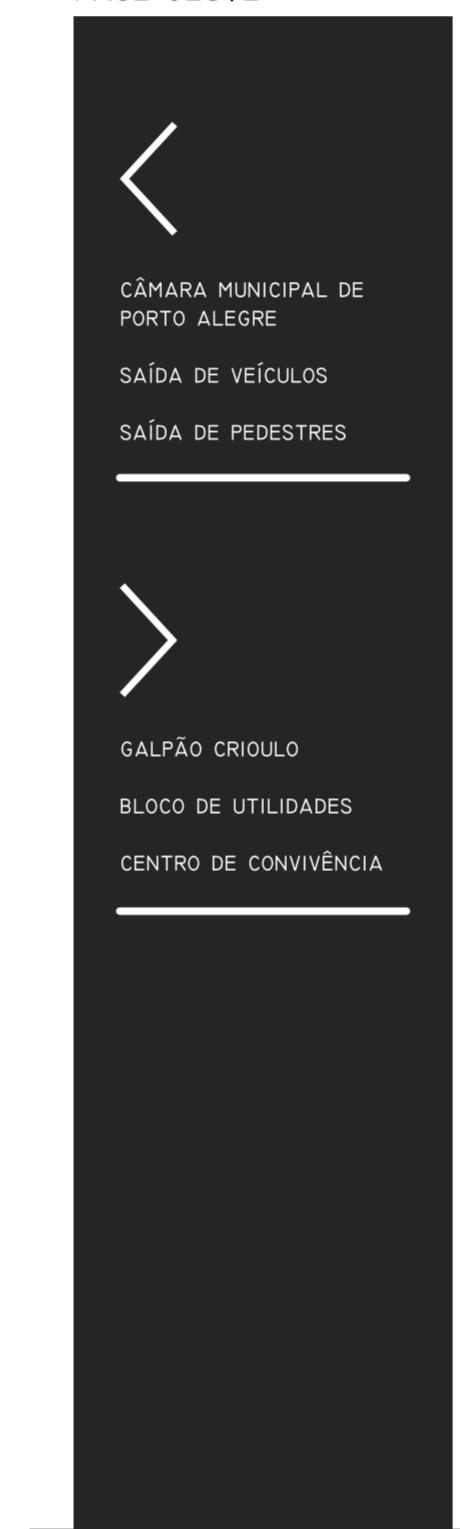 CÂMARA MUNICIPAL DE
PORTO ALEGRE
SAÍDA DE VEÍCULOS
SAÍDA DE PEDESTRES
GALPÃO CRIOULO
BLOCO DE UTILIDADES
CENTRO DE CONVIVÊNCIA